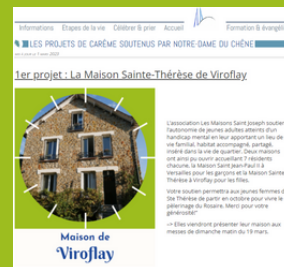 Informations Étapes de la vie Célébrer & prier Accueil Formation & évangéli
LES PROJETS DE CARÊME SOUTENUS PAR NOTRE-DAME DU CHÊNE
1er projet : La Maison Sainte-Thérèse de Viroflay
L'association Les Maisons Saint Joseph soutien
l'autonomie de jeunes adultes atteints d'un
handicap mental en leur apportant un lieu de
vie familial, habitat accompagné, partagé,
inséré dans la vie de quartier. Deux maisons
ont ainsi pu ouvrir accueillant 7 résidents
chacune, la Maison Saint Jean-Paul II à
Versailles pour les garçons et la Maison Sainte
Thérèse à Viroflay pour les filles.
Votre soutien permettra aux jeunes femmes d
Ste Thérèse de partir en octobre pour vivre le
pèlerinage du Rosaire. Merci pour votre
générosité!"
-> Elles viendront présenter leur maison aux
messes de dimanche matin du 19 mars.
Maison de
Viroflay